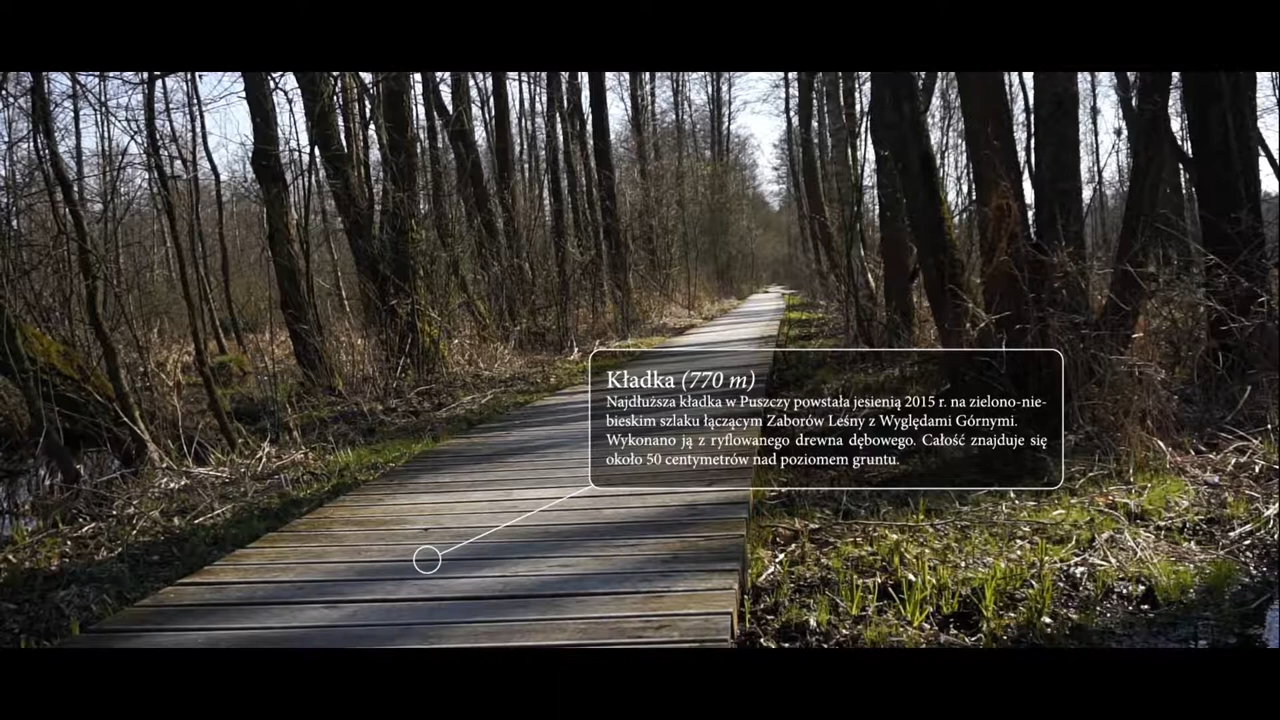 Kładka (770 m)
Najdłuższa kładka w Puszczy powstała jesienią 2015 r. na zielono-nie-
bieskim szlaku łączącym Zaborów Leśny z Wyględami Górnymi.
Wykonano ją z ryflowanego drewna dębowego. Całość znajduje się
około 50 centymetrów nad poziomem gruntu.